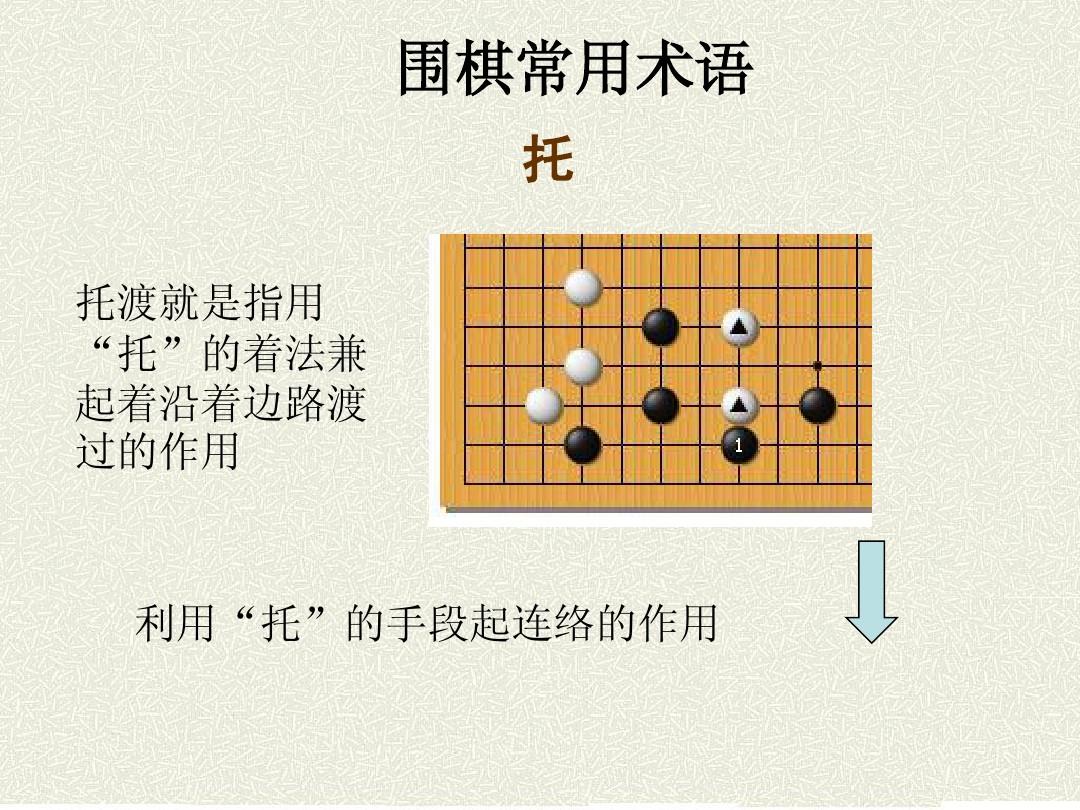 围棋常用术语
托
托渡就是指用
“托”的着法兼
起着沿着边路渡
过的作用
1
利用“托”的手段起连络的作用